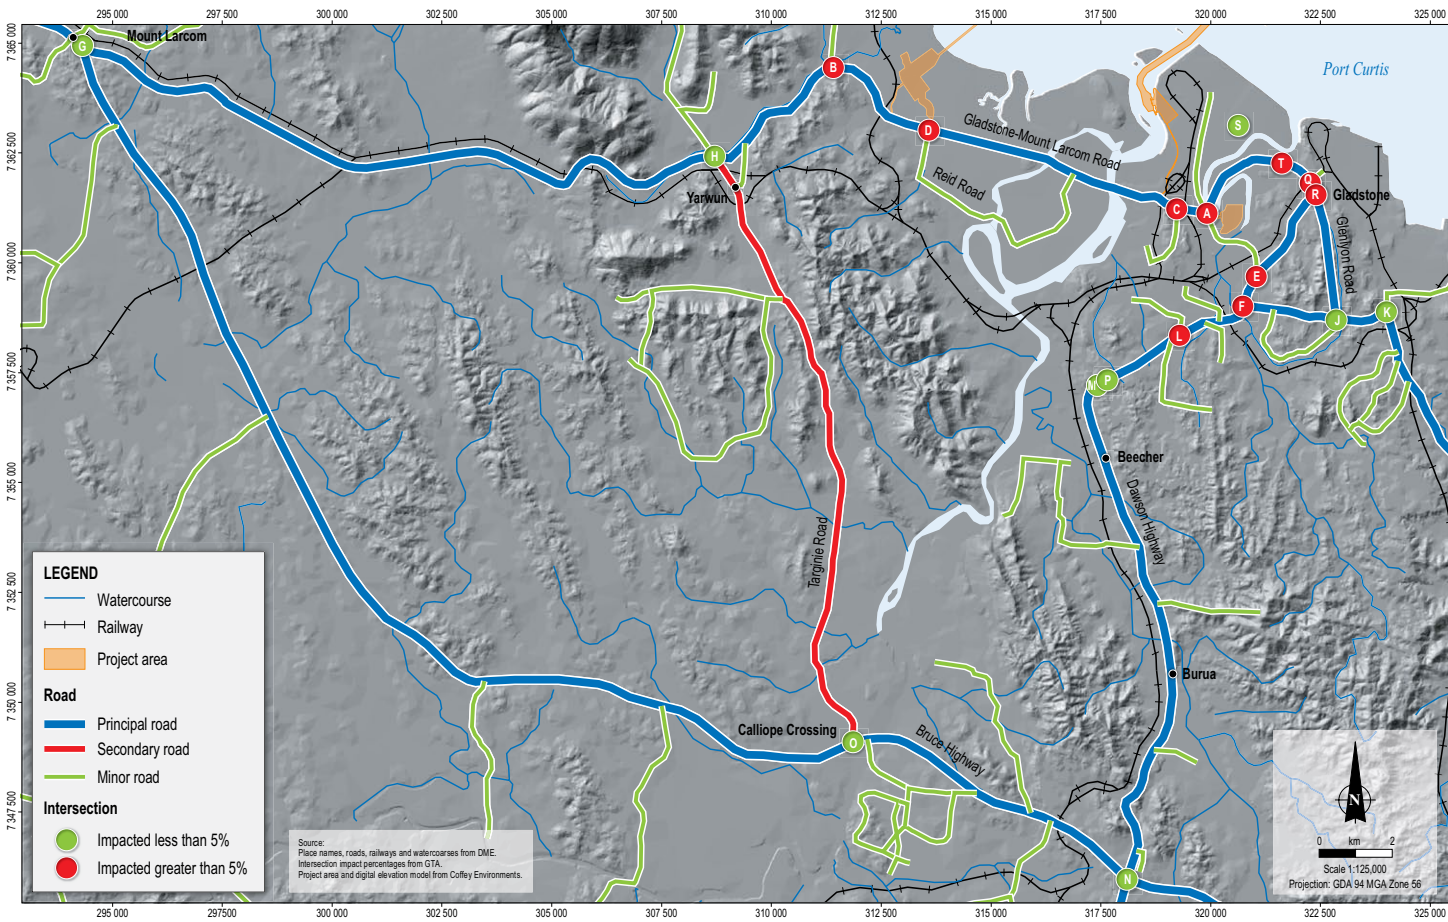 295 000 297 500 300 000 302 500 305 000 307 500 310 000 312 500 315 000 317 500 320 000 322 500 325 000
7 365 000
7 362 500
7 360 000
7 357 500
7 355 000
7 352 500
7 350 000
7 347 500
G
Mount Larcom
B
Port Curtis
D
Gladstone-Mount Larcom Road
S
H
T
Yarwun
Reid Road
Q
R
Gladstone
C
A
Glenlyon Road
E
F
J
K
L
P
Beecher
Dawson Highway
Targinie Road
Burua
Calliope Crossing
O
Bruce Highway
N
LEGEND
Watercourse
Railway
Project area
Road
Principal road
Secondary road
Minor road
Intersection
Impacted less than 5%
Impacted greater than 5%
Source:
Place names, roads, railways and watercoarses from DME.
Intersection impact percentages from GTA.
Project area and digital elevation model from Coffey Environments.
N
0 km 2
Scale 1:125,000
Projection: GDA 94 MGA Zone 56
295 000 297 500 300 000 302 500 305 000 307 500 310 000 312 500 315 000 317 500 320 000 322 500 325 000